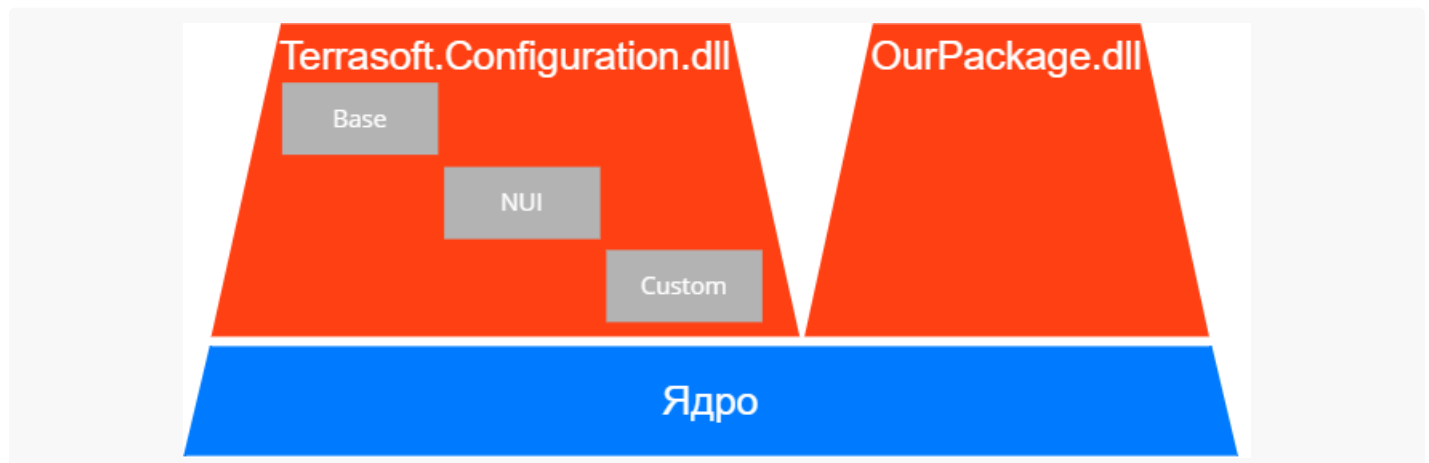 Terrasoft.Configuration.dll
OurPackage.dll
Base
NUI
Custom
Ядро